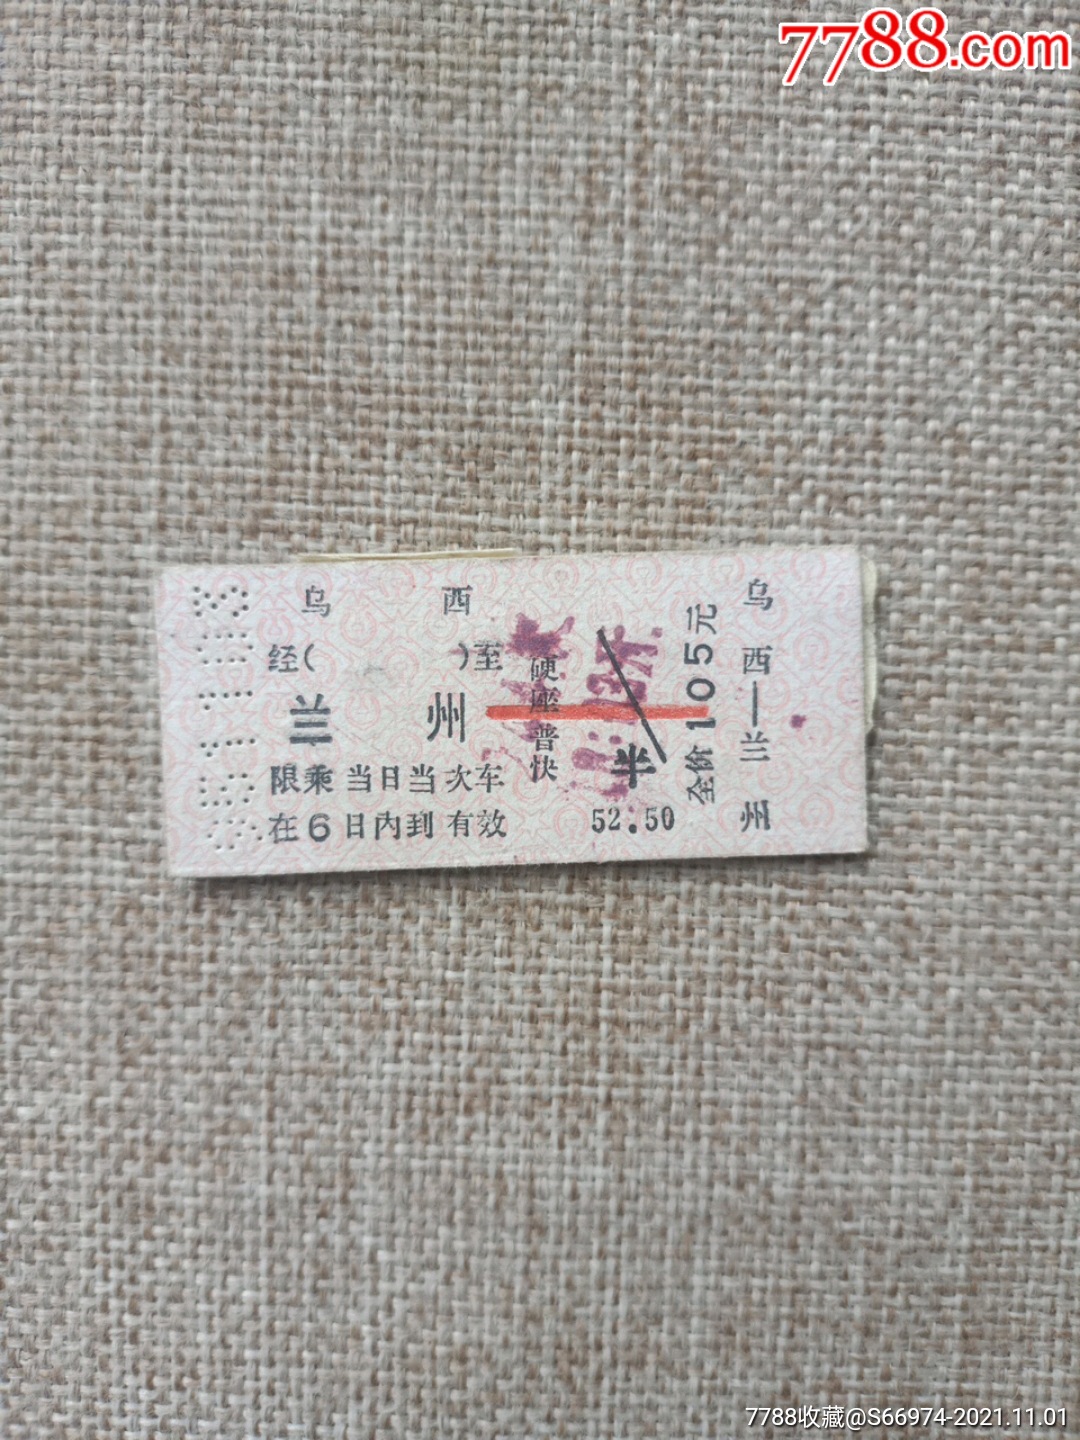 7788.com
乌 西
经( )至
兰 州
限乘当日当次车
在6日内到有效
硬座普快
半
52.50
全价105元
乌西—兰州
7788收藏@S66974-2021.11.01